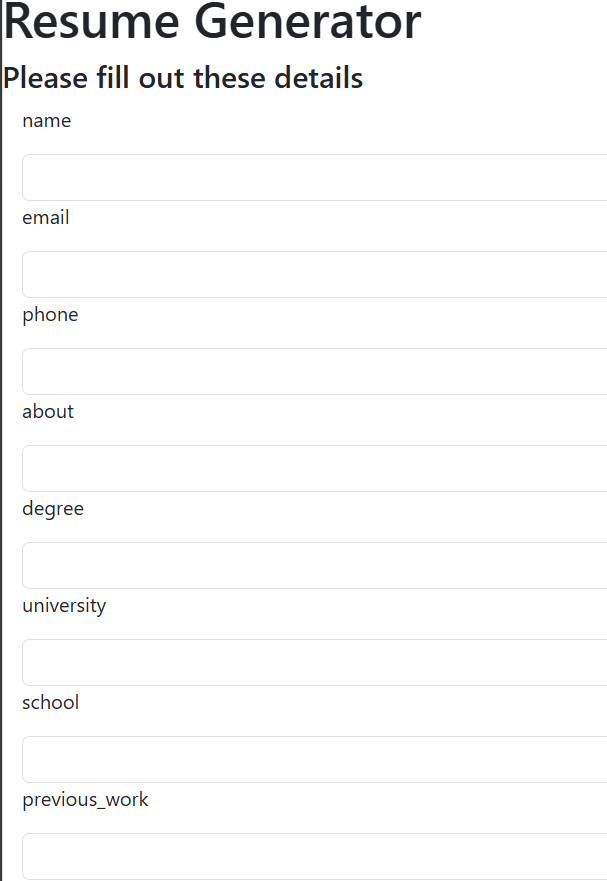 Resume Generator
Please fill out these details
name
email
phone
about
degree
university
school
previous_work